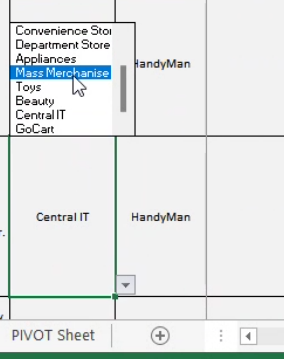 Convenience Stor
Department Store
Appliances
Mass Merchanise
HandyMan
Toys
Beauty
Central IT
GoCart
Central IT
HandyMan
r.
PIVOT Sheet